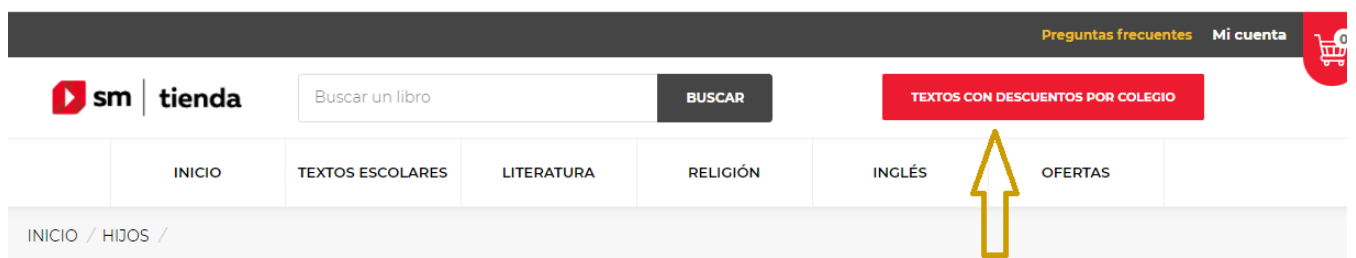 Preguntas frecuentes Mi cuenta
0
sm tienda
Buscar un libro
BUSCAR
TEXTOS CON DESCUENTOS POR COLEGIO
INICIO TEXTOS ESCOLARES LITERATURA RELIGIÓN INGLÉS OFERTAS
INICIO / HIJOS /